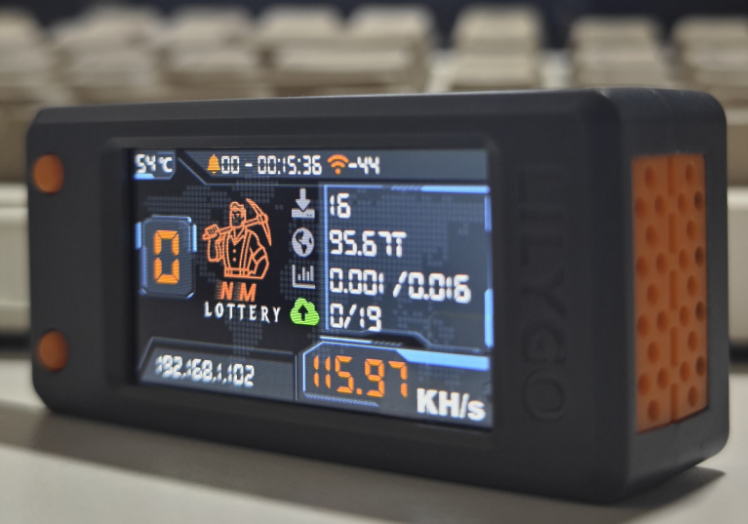 54°C
00 - 00:15:36
-44
16
95.67T
0
0.001 /0.016
NM
LOTTERY
0/19
192.168.1.102
115.97
KH/s
LILYGO